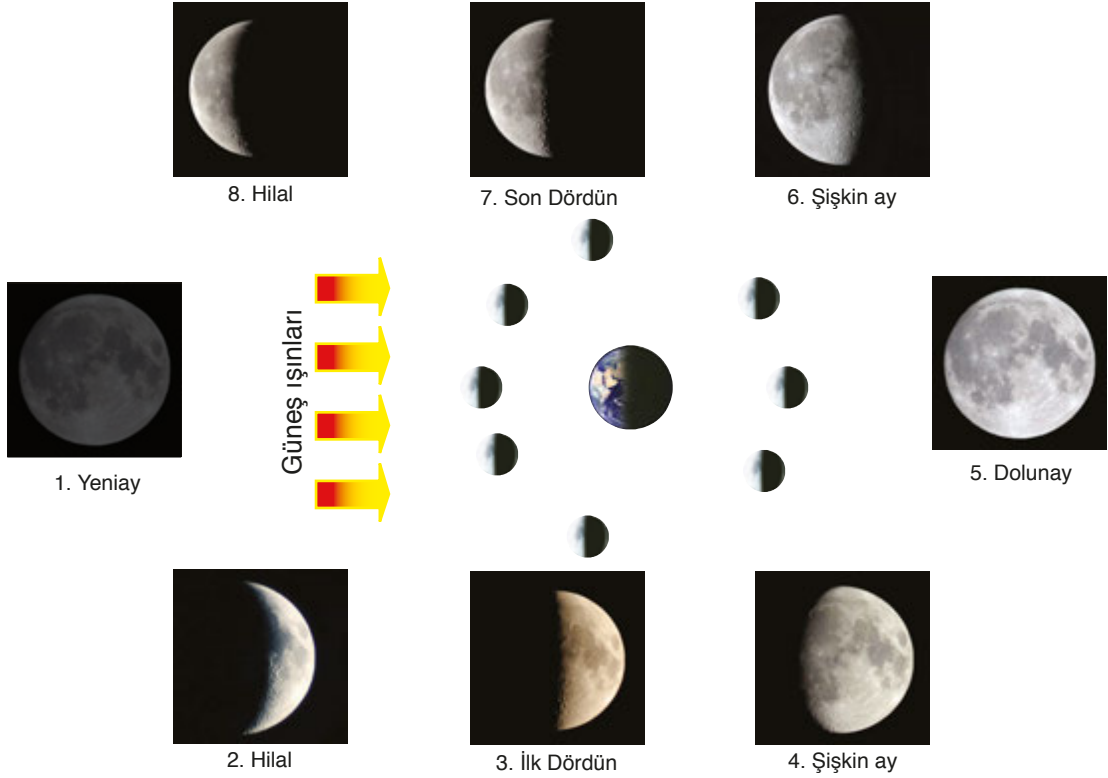 8. Hilal
7. Son Dördün
6. Şişkin ay
Güneş ışınları
1. Yeniay
5. Dolunay
2. Hilal
3. İlk Dördün
4. Şişkin ay